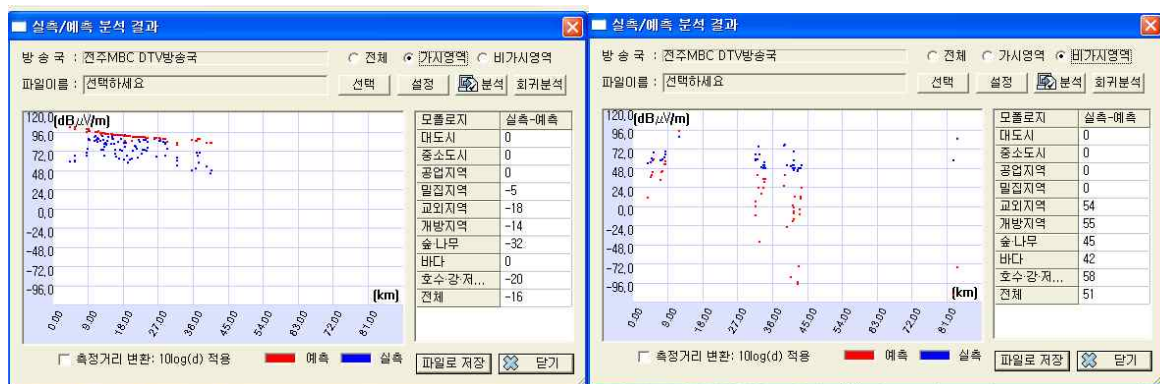 실측/예측 분석 결과
방 송 국 : 전주MBC DTV방송국
전체 가시영역 비가시영역
파일이름 : 선택하세요 선택 설정 분석 회귀분석
120,0 (dBμV/m)
96,0
72,0
48,0
24,0
0,0
-24,0
-48,0
-72,0
-96,0
(km)
0.00 9.00 18.00 27.00 36.00 45.00 54.00 63.00 72.00 81.00
모폴로지 실측-예측
대도시 0
중소도시 0
공업지역 0
밀집지역 -5
교외지역 -18
개방지역 -14
숲·나무 -32
바다 0
호수·강·저... -20
전체 -16
측정거리 변환: 10log(d) 적용 예측 실측
파일로 저장 닫기
실측/예측 분석 결과
방 송 국 : 전주MBC DTV방송국
전체 가시영역 비가시영역
파일이름 : 선택하세요 선택 설정 분석 회귀분석
120,0 (dBμV/m)
96,0
72,0
48,0
24,0
0,0
-24,0
-48,0
-72,0
-96,0
(km)
0.00 9.00 18.00 27.00 36.00 45.00 54.00 63.00 72.00 81.00
모폴로지 실측-예측
대도시 0
중소도시 0
공업지역 0
밀집지역 0
교외지역 54
개방지역 55
숲·나무 45
바다 42
호수·강·저... 58
전체 51
측정거리 변환: 10log(d) 적용 예측 실측
파일로 저장 닫기